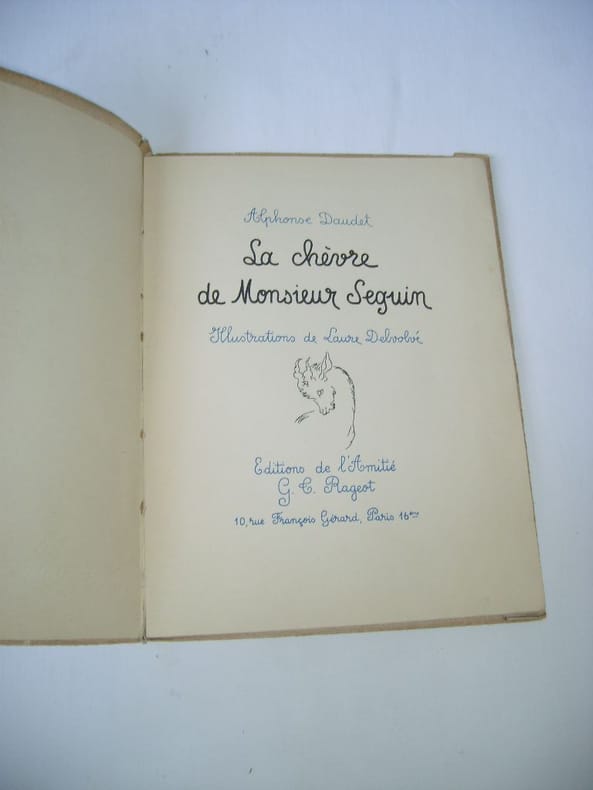 Alphonse Daudet
La chèvre
de Monsieur Seguin
Illustrations de Laure Delvolvé
Editions de l'Amitié
G. T. Rageot
10, rue François Gérard, Paris 16ème